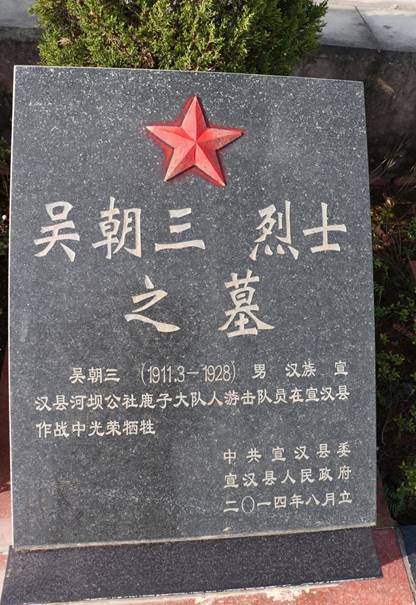 吴朝三 烈士
之墓
吴朝三 (1911.3-1928) 男 汉族 宣
汉县河坝公社鹿子大队人游击队员在宣汉县
作战中光荣牺牲
中共宣汉县委
宣汉县人民政府
二〇一四年八月立